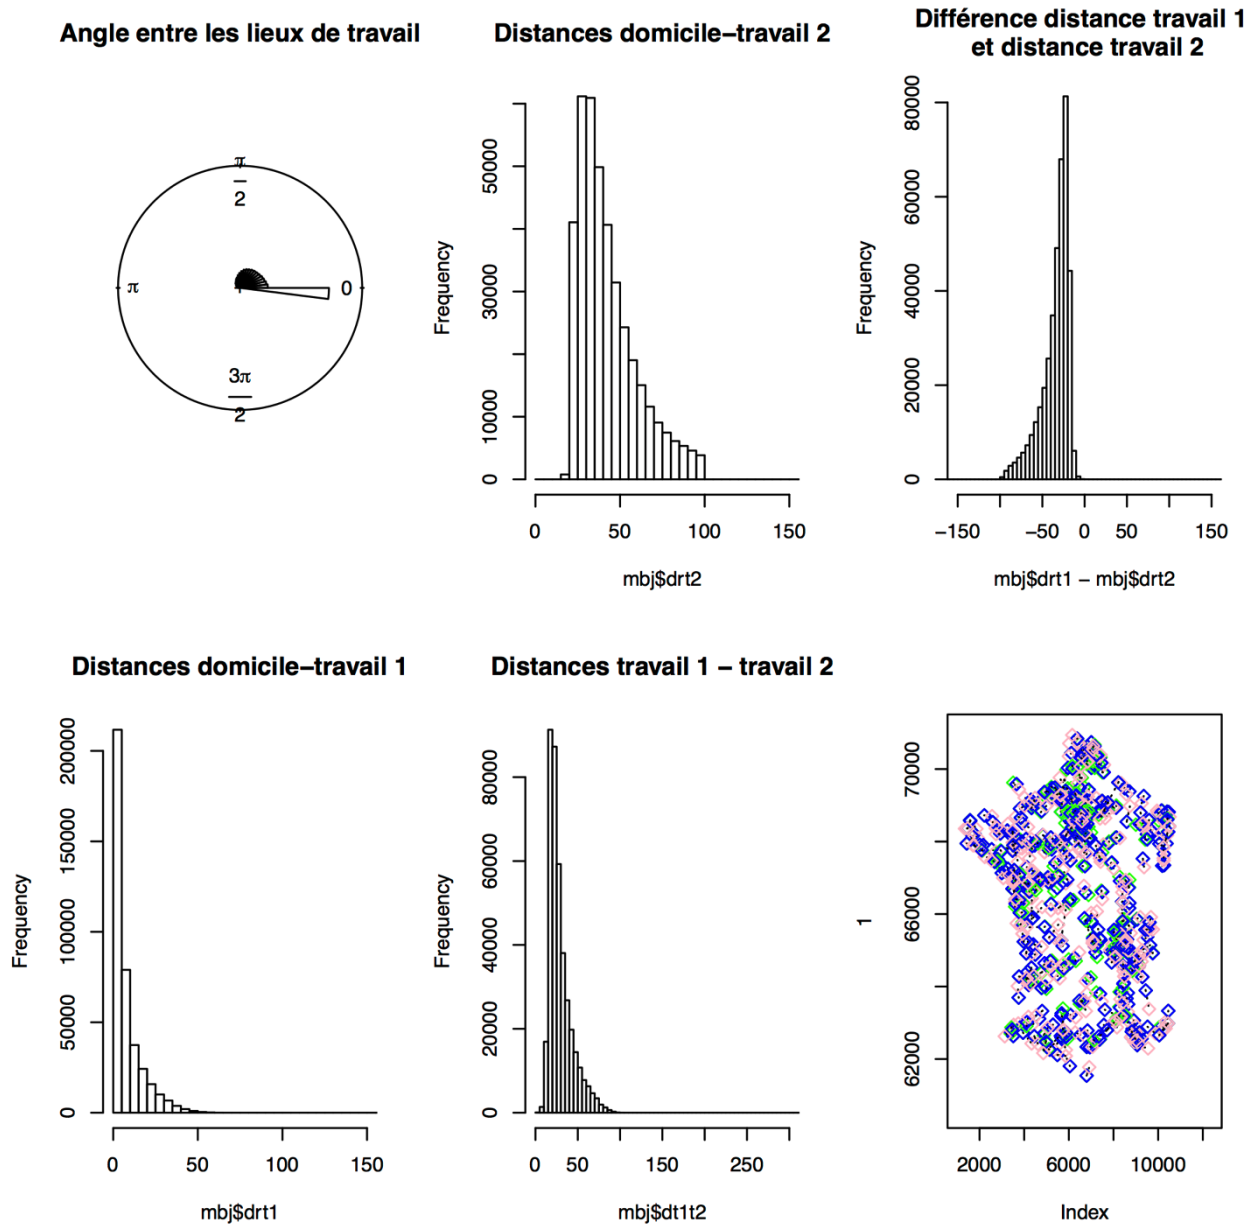 Angle entre les lieux de travail
π
2
π
0
3π
2
Distances domicile−travail 2
Frequency
50000
30000
10000
0
0 50 100 150
mbj$drt2
Différence distance travail 1
et distance travail 2
Frequency
80000
60000
40000
20000
0
−150 −50 0 50 150
mbj$drt1 − mbj$drt2
Distances domicile−travail 1
Frequency
200000
150000
100000
50000
0
0 50 100 150
mbj$drt1
Distances travail 1 − travail 2
Frequency
80000
60000
40000
20000
0
0 50 150 250
mbj$dt1t2
1
70000
66000
62000
2000 6000 10000
Index